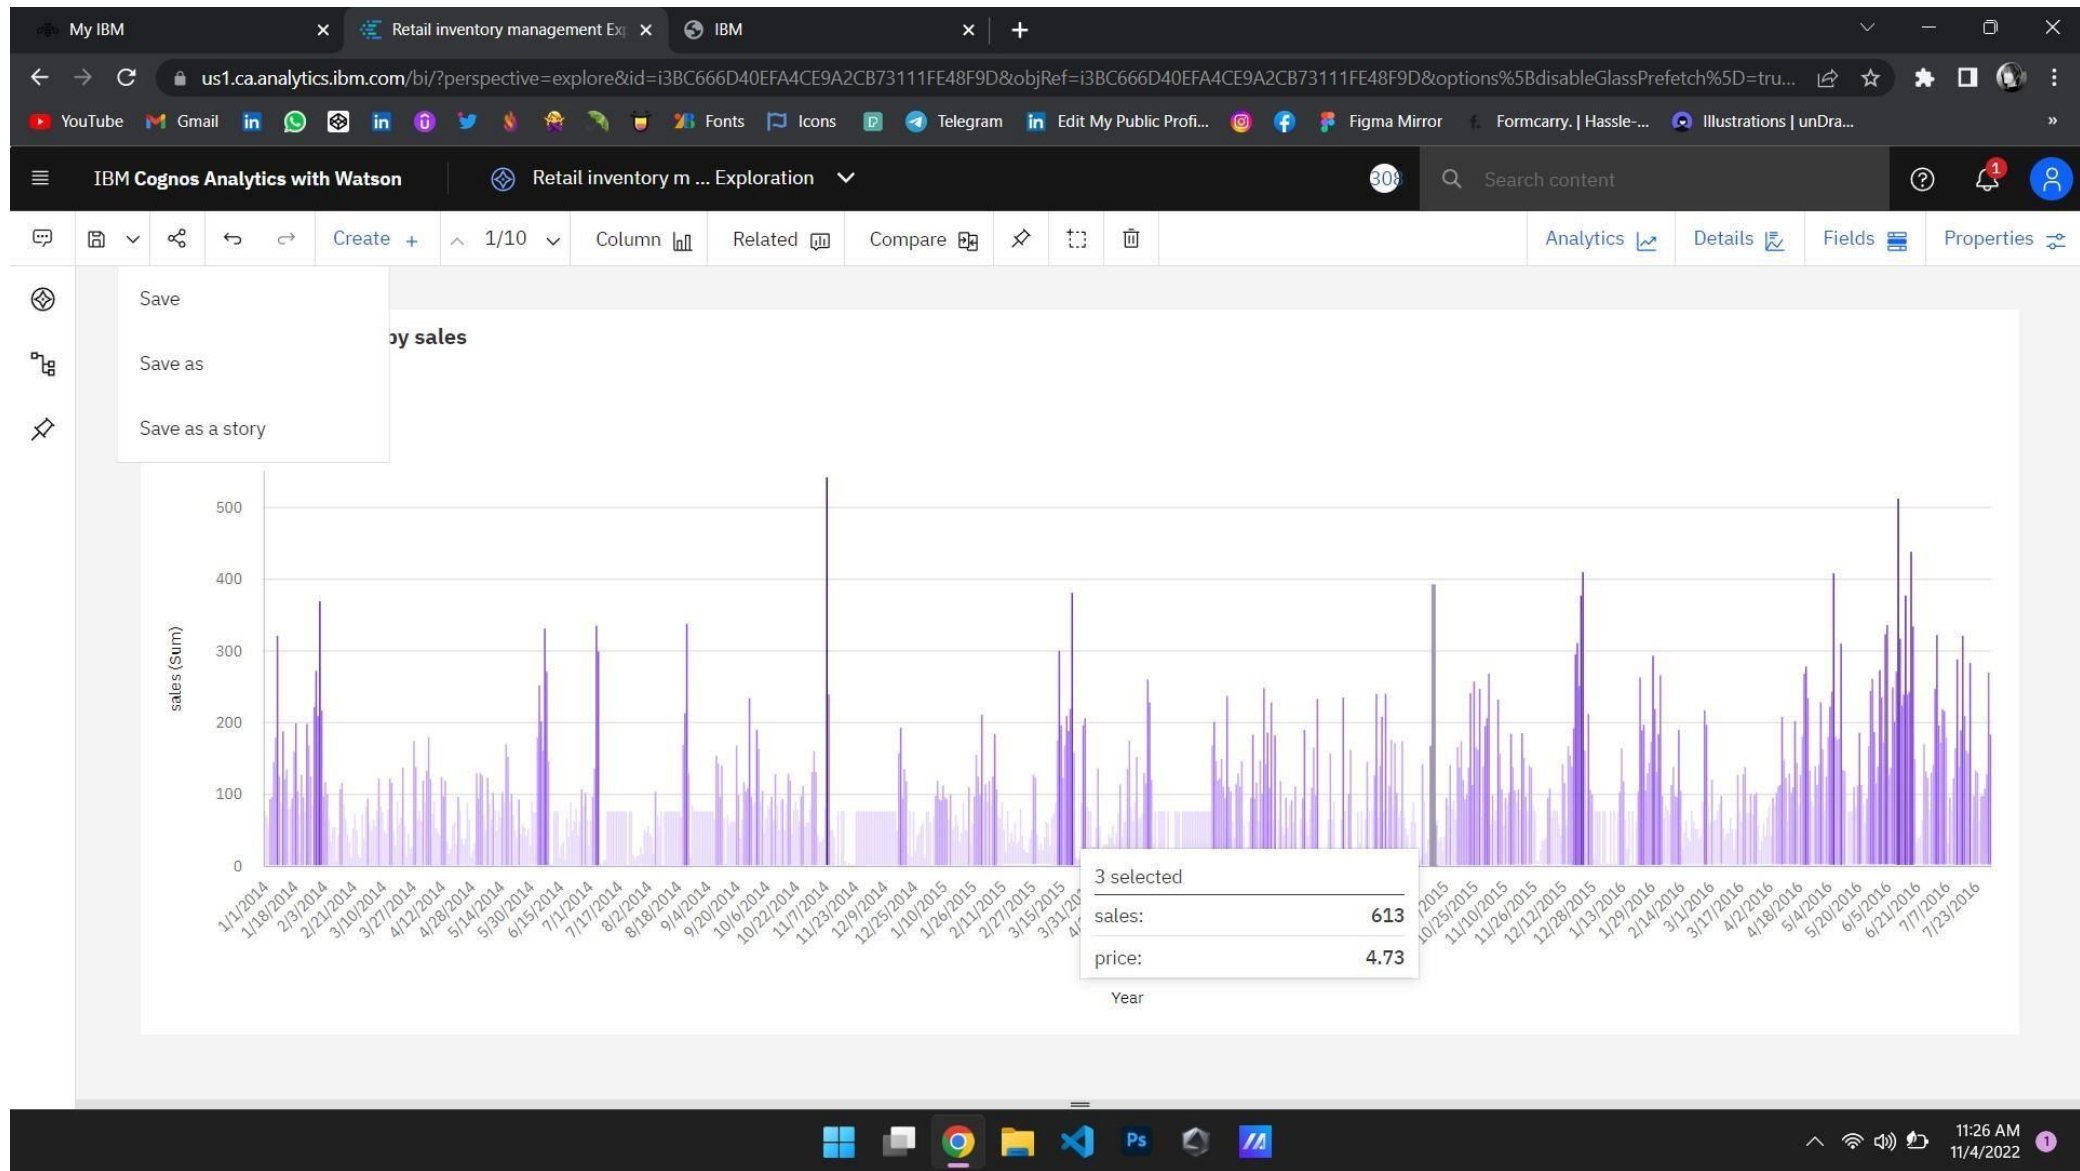 My IBM
Retail inventory management Exp
IBM
us1.ca.analytics.ibm.com/bi/?perspective=explore&id=i3BC666D40EFA4CE9A2CB73111FE48F9D&objRef=i3BC666D40EFA4CE9A2CB73111FE48F9D&options%5BdisableGlassPrefetch%5D=tru...
YouTube Gmail Fonts Icons Telegram Edit My Public Profi... Figma Mirror Formcarry. | Hassle-... Illustrations | unDra... »
IBM Cognos Analytics with Watson Retail inventory m ... Exploration 308 Search content 1
Create + 1/10 Column Related Compare Analytics Details Fields Properties
Save
Save as
Save as a story
by sales
500
400
300
200
100
0
sales (Sum)
1/1/2014 1/18/2014 2/3/2014 2/21/2014 3/10/2014 3/27/2014 4/12/2014 4/28/2014 5/14/2014 5/30/2014 6/15/2014 7/1/2014 7/17/2014 8/2/2014 8/18/2014 9/4/2014 9/20/2014 10/6/2014 10/22/2014 11/7/2014 11/23/2014 12/9/2014 12/25/2014 1/10/2015 1/26/2015 2/11/2015 2/27/2015 3/15/2015 3/31/20 /2015 10/25/2015 11/10/2015 11/26/2015 12/12/2015 12/28/2015 1/13/2016 1/29/2016 2/14/2016 3/1/2016 3/17/2016 4/2/2016 4/18/2016 5/4/2016 5/20/2016 6/5/2016 6/21/2016 7/7/2016 7/23/2016
3 selected
sales: 613
price: 4.73
Year
Ps
11:26 AM
11/4/2022
1